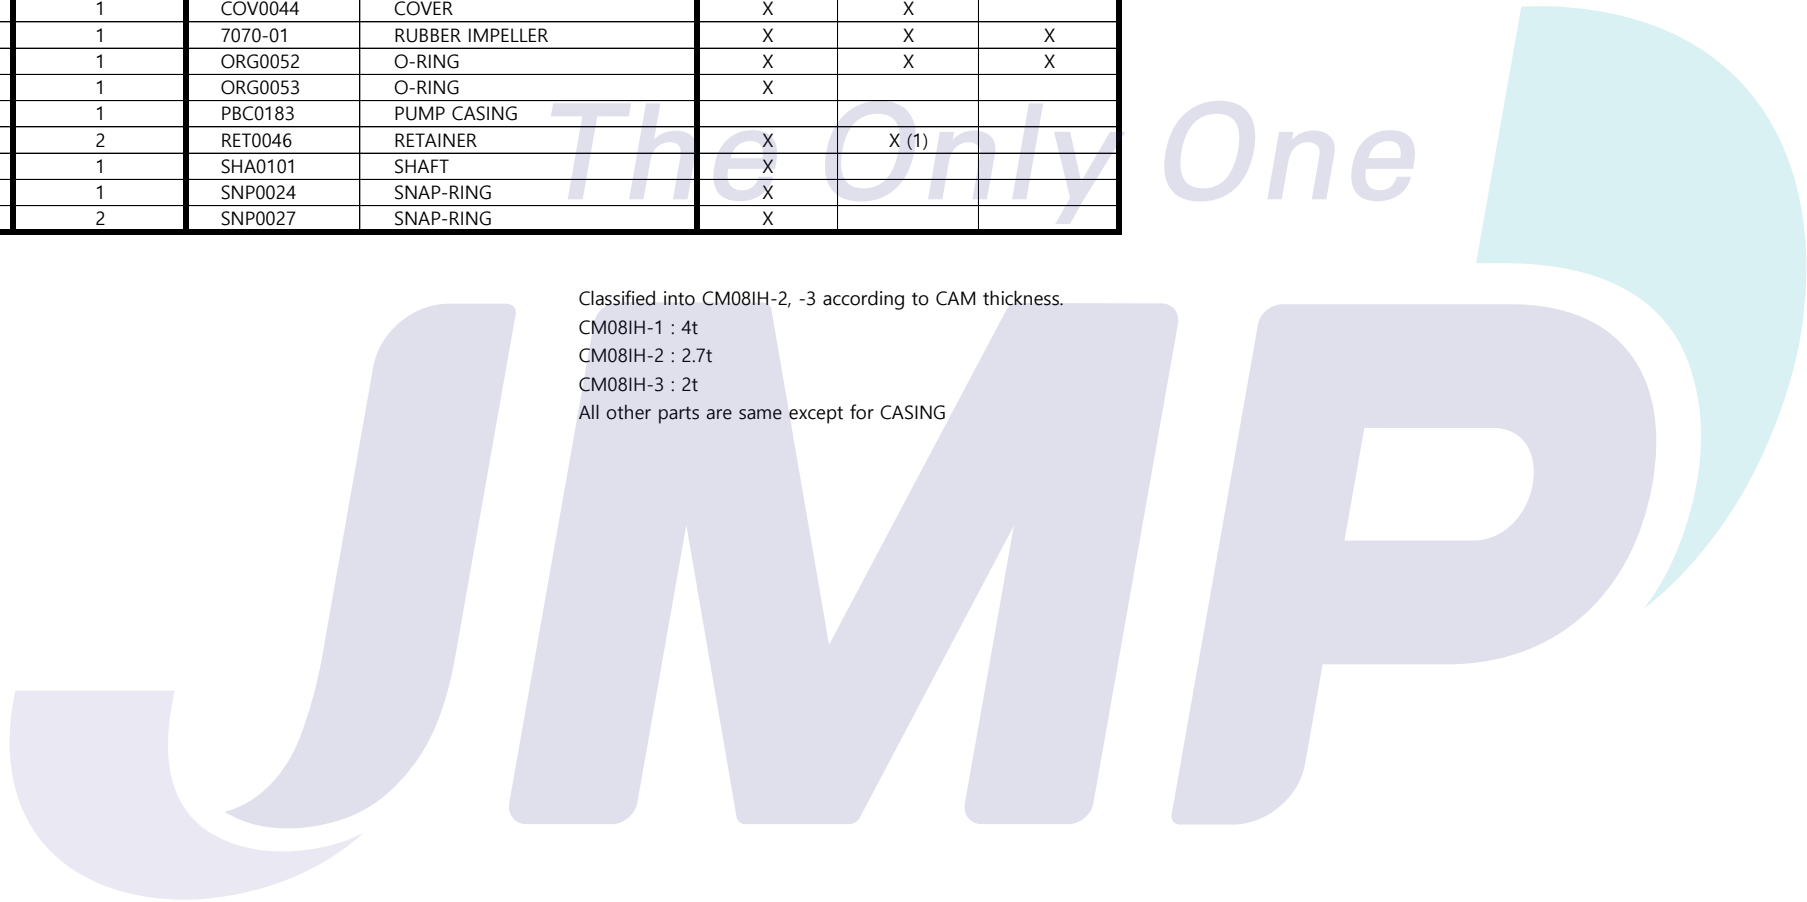 1 COV0044 COVER X X
1 7070-01 RUBBER IMPELLER X X X
1 ORG0052 O-RING X X X
1 ORG0053 O-RING X
1 PBC0183 PUMP CASING
2 RET0046 RETAINER X X (1)
1 SHA0101 SHAFT X
1 SNP0024 SNAP-RING X
2 SNP0027 SNAP-RING X
The Only One
Classified into CM08IH-2, -3 according to CAM thickness.
CM08IH-1 : 4t
CM08IH-2 : 2.7t
CM08IH-3 : 2t
All other parts are same except for CASING
JMP